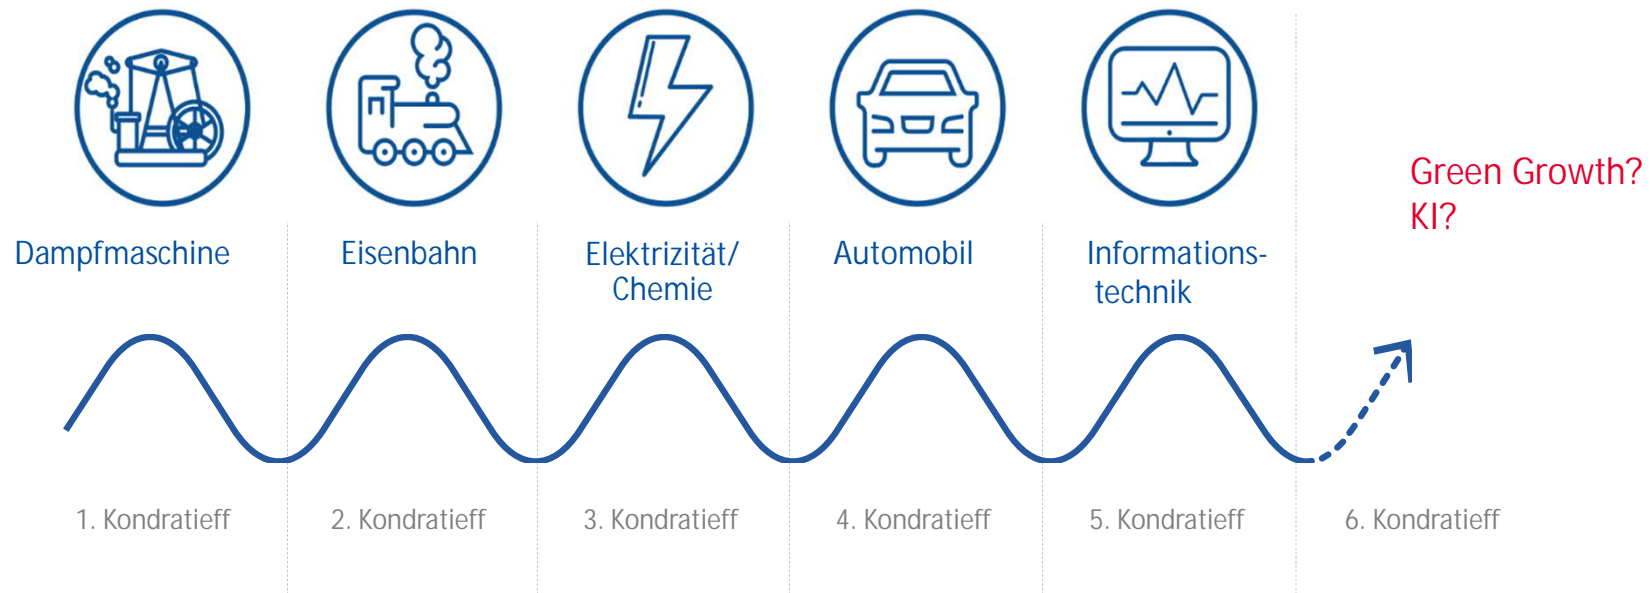 Green Growth?
KI?
Dampfmaschine
Eisenbahn
Elektrizität/
Chemie
Automobil
Informations-
technik
1. Kondratieff
2. Kondratieff
3. Kondratieff
4. Kondratieff
5. Kondratieff
6. Kondratieff